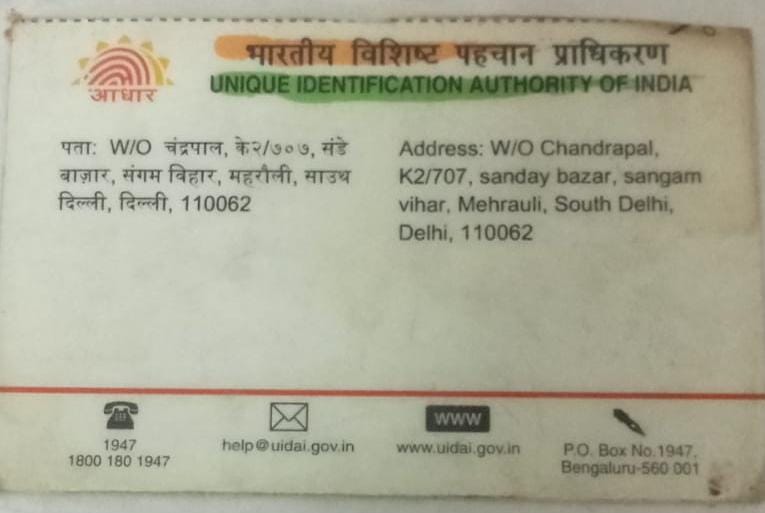 भारतीय विशिष्ट पहचान प्राधिकरण
UNIQUE IDENTIFICATION AUTHORITY OF INDIA
आधार
पता: W/O चंद्रपाल, के२/७०७, संडे
बाज़ार, संगम विहार, महरौली, साउथ
दिल्ली, दिल्ली, 110062
Address: W/O Chandrapal,
K2/707, sanday bazar, sangam
vihar, Mehrauli, South Delhi,
Delhi, 110062
1947
1800 180 1947
help@uidai.gov.in
www
www.uidai.gov.in
P.O. Box No.1947,
Bengaluru-560 001